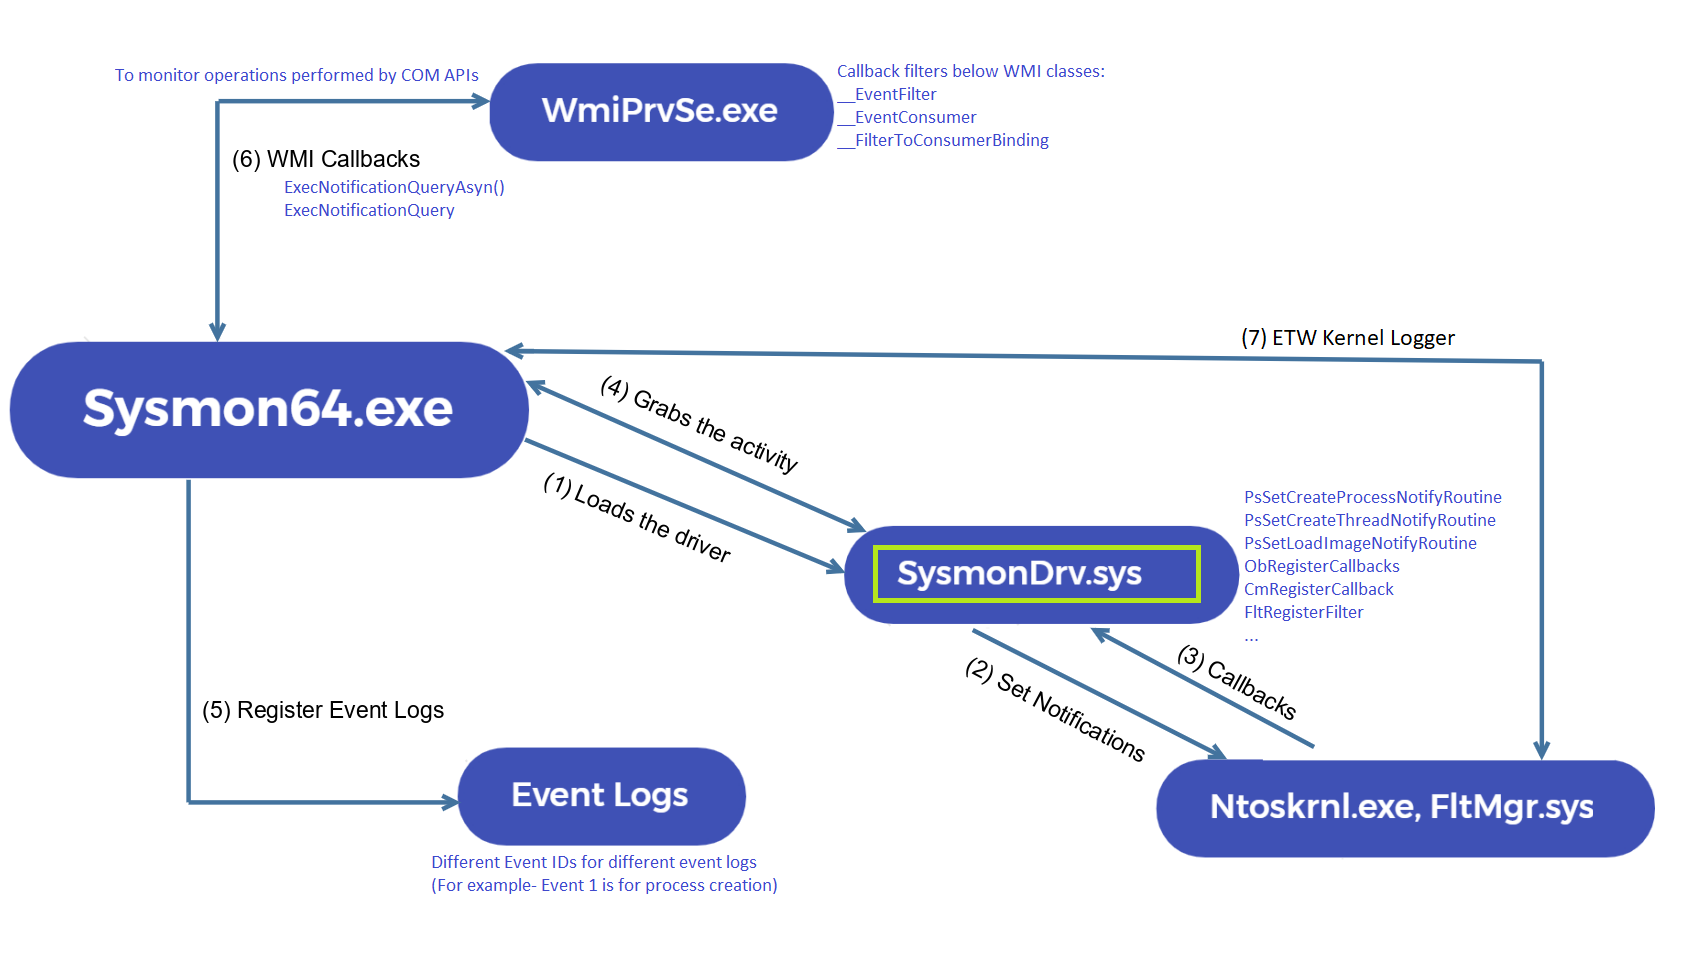 To monitor operations performed by COM APIs
WmiPrvSe.exe
Callback filters below WMI classes:
__EventFilter
__EventConsumer
__FilterToConsumerBinding
(6) WMI Callbacks
ExecNotificationQueryAsyn()
ExecNotificationQuery
(7) ETW Kernel Logger
Sysmon64.exe
(4) Grabs the activity
(1) Loads the driver
SysmonDrv.sys
PsSetCreateProcessNotifyRoutine
PsSetCreateThreadNotifyRoutine
PsSetLoadImageNotifyRoutine
ObRegisterCallbacks
CmRegisterCallback
FltRegisterFilter
...
(2) Set Notifications
(3) Callbacks
(5) Register Event Logs
Event Logs
Ntoskrnl.exe, FltMgr.sys
Different Event IDs for different event logs
(For example- Event 1 is for process creation)